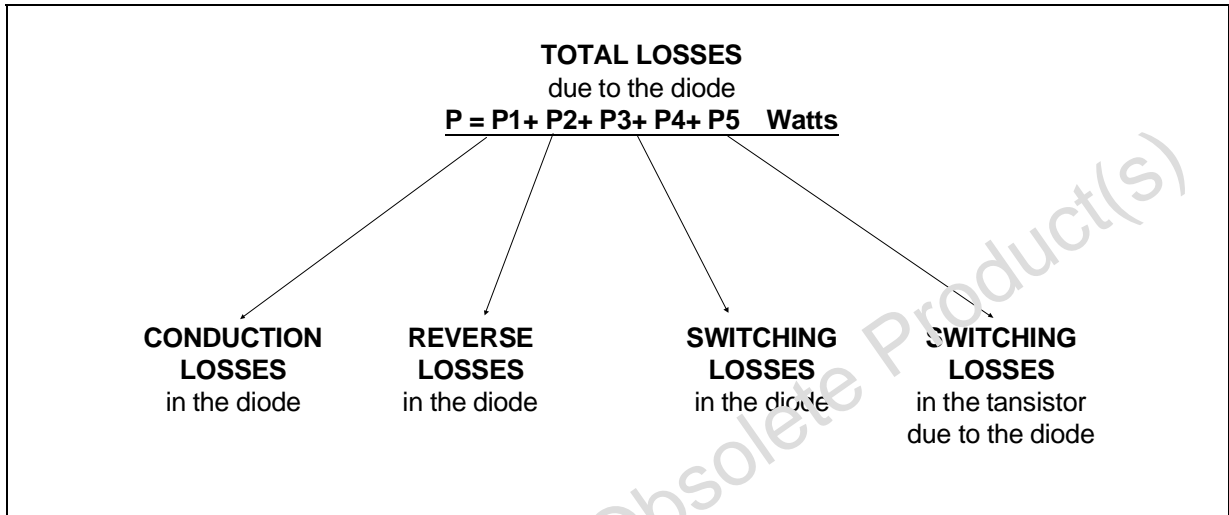 TOTAL LOSSES
due to the diode
P = P1+ P2+ P3+ P4+ P5 Watts
CONDUCTION
LOSSES
in the diode
REVERSE
LOSSES
in the diode
SWITCHING
LOSSES
in the diode
SWITCHING
LOSSES
in the tansistor
due to the diode
Obsolete Product(s)